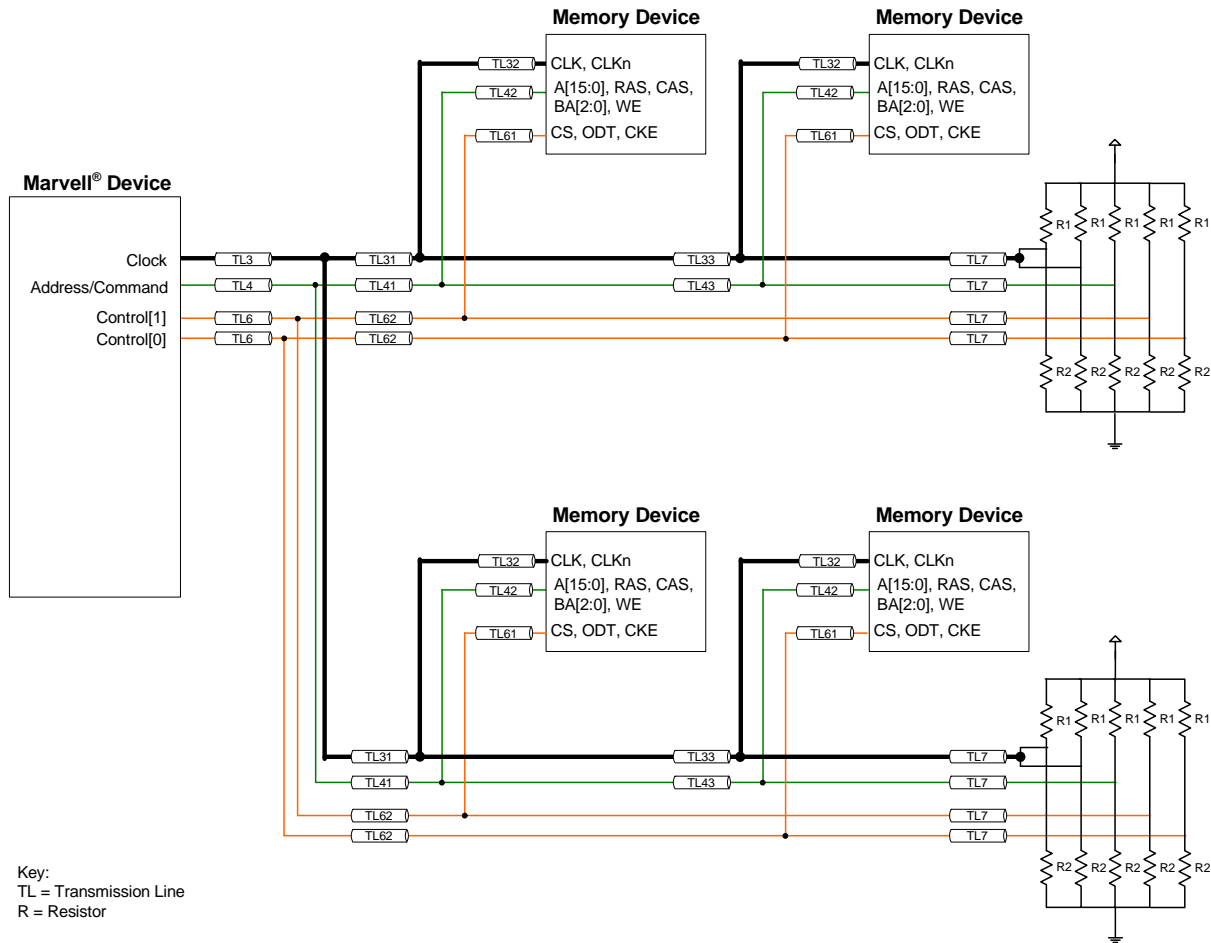 Memory Device Memory Device
TL32 CLK, CLKn TL32 CLK, CLKn
TL42 A[15:0], RAS, CAS, TL42 A[15:0], RAS, CAS,
BA[2:0], WE BA[2:0], WE
TL61 CS, ODT, CKE TL61 CS, ODT, CKE
Marvell® Device
R1 R1 R1 R1 R1
Clock TL3 TL31 TL33 TL7
Address/Command TL4 TL41 TL43 TL7
Control[1] TL6 TL62 TL7
Control[0] TL6 TL62 TL7
R2 R2 R2 R2 R2
Memory Device Memory Device
TL32 CLK, CLKn TL32 CLK, CLKn
TL42 A[15:0], RAS, CAS, TL42 A[15:0], RAS, CAS,
BA[2:0], WE BA[2:0], WE
TL61 CS, ODT, CKE TL61 CS, ODT, CKE
R1 R1 R1 R1 R1
TL31 TL33 TL7
TL41 TL43 TL7
TL62 TL7
TL62 TL7
R2 R2 R2 R2 R2
Key:
TL = Transmission Line
R = Resistor